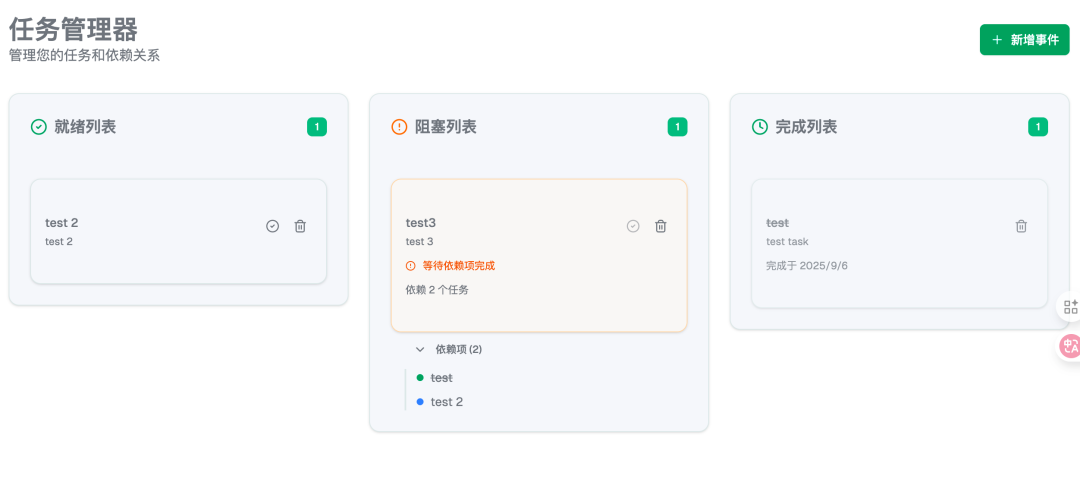 任务管理器
管理您的任务和依赖关系
新增事件
就绪列表
1
test 2
test 2
阻塞列表
1
test3
test 3
等待依赖项完成
依赖 2 个任务
依赖项 (2)
test
test 2
完成列表
1
test
test task
完成于 2025/9/6
中
A